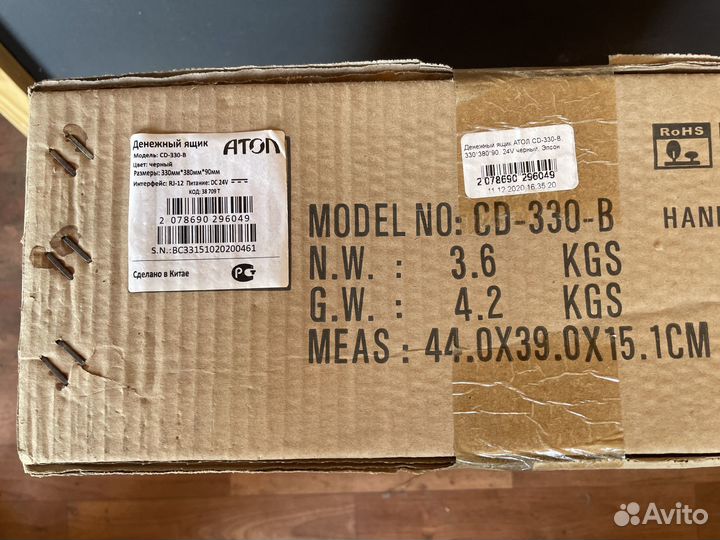 Денежный ящик АТОЛ
Модель: CD-330-B
Цвет: черный
Размеры: 330мм*380мм*90мм
Интерфейс: RJ-12 Питание: DC 24V
КОД: 38 709 Т
2 078690 296049
S.N.:BC33151020200461
Сделано в Китае
Денежный ящик АТОЛ CD-330-B
330*380*90, 24V чёрный, Эпсон
2 078690 296049
11.12.2020 16:35:20
RoHS
MODEL NO: CD-330-B
N.W. : 3.6 KGS
G.W. : 4.2 KGS
MEAS : 44.0X39.0X15.1CM
HAN
Avito